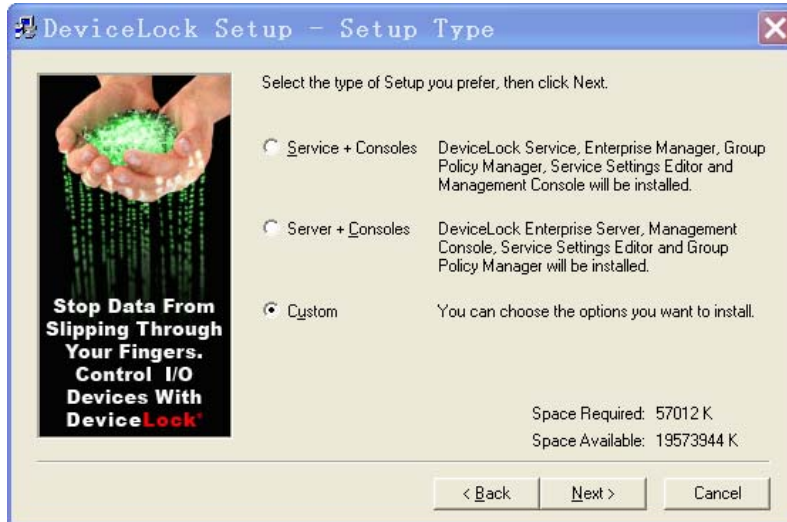 DeviceLock Setup - Setup Type
Select the type of Setup you prefer, then click Next.
Service + Consoles
DeviceLock Service, Enterprise Manager, Group
Policy Manager, Service Settings Editor and
Management Console will be installed.
Server + Consoles
DeviceLock Enterprise Server, Management
Console, Service Settings Editor and Group
Policy Manager will be installed.
Custom
You can choose the options you want to install.
Stop Data From
Slipping Through
Your Fingers.
Control I/O
Devices With
DeviceLock®
Space Required: 57012 K
Space Available: 19573944 K
< Back
Next >
Cancel